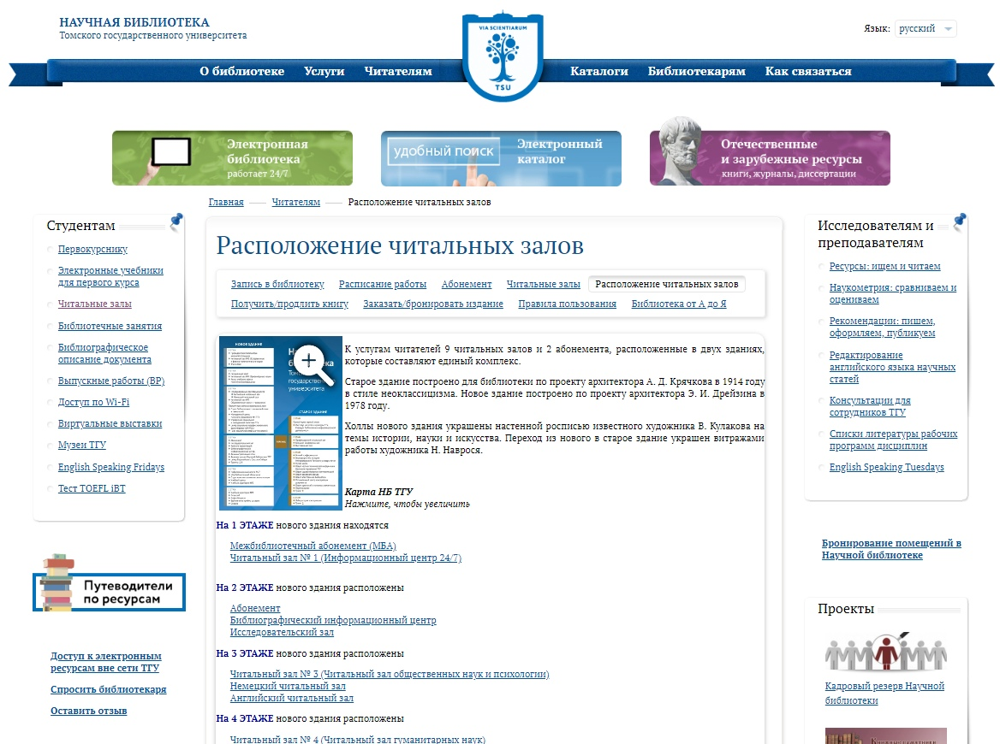 НАУЧНАЯ БИБЛИОТЕКА
Томского государственного университета
VIA SCIENTIARUM
TSU
Язык: русский
О библиотеке Услуги Читателям Каталоги Библиотекарям Как связаться
Электронная
библиотека
работает 24/7
удобный поиск
Электронный
каталог
Отечественные
и зарубежные ресурсы
книги, журналы, диссертации
Главная Читателям Расположение читальных залов
Студентам
Первокурснику
Электронные учебники
для первого курса
Читальные залы
Библиотечные занятия
Библиографическое
описание документа
Выпускные работы (ВР)
Доступ по Wi-Fi
Виртуальные выставки
Музеи ТГУ
English Speaking Fridays
Тест TOEFL iBT
Путеводители
по ресурсам
Доступ к электронным
ресурсам вне сети ТГУ
Спросить библиотекаря
Оставить отзыв
Расположение читальных залов
Запись в библиотеку Расписание работы Абонемент Читальные залы Расположение читальных залов
Получить/продлить книгу Заказать/бронировать издание Правила пользования Библиотека от А до Я
НОВОЕ ЗДАНИЕ
университета
СТАРОЕ ЗДАНИЕ
К услугам читателей 9 читальных залов и 2 абонемента, расположенные в двух зданиях,
которые составляют единый комплекс.
Старое здание построено для библиотеки по проекту архитектора А. Д. Крячкова в 1914 году
в стиле неоклассицизма. Новое здание построено по проекту архитектора Э. И. Дрейзина в
1978 году.
Холлы нового здания украшены настенной росписью известного художника В. Кулакова на
темы истории, науки и искусства. Переход из нового в старое здание украшен витражами
работы художника Н. Наврося.
Карта НБ ТГУ
Нажмите, чтобы увеличить
На 1 ЭТАЖЕ нового здания находятся
Межбиблиотечный абонемент (МБА)
Читальный зал № 1 (Информационный центр 24/7)
На 2 ЭТАЖЕ нового здания расположены
Абонемент
Библиографический информационный центр
Исследовательский зал
На 3 ЭТАЖЕ нового здания расположены
Читальный зал № 3 (Читальный зал общественных наук и психологии)
Немецкий читальный зал
Английский читальный зал
На 4 ЭТАЖЕ нового здания расположены
Читальный зал № 4 (Читальный зал гуманитарных наук)
Исследователям и
преподавателям
Ресурсы: ищем и читаем
Наукометрия: сравниваем и
оцениваем
Рекомендации: пишем,
оформляем, публикуем
Редактирование
английского языка научных
статей
Консультации для
сотрудников ТГУ
Списки литературы рабочих
программ дисциплин
English Speaking Tuesdays
Бронирование помещений в
Научной библиотеке
Проекты
Кадровый резерв Научной
библиотеки